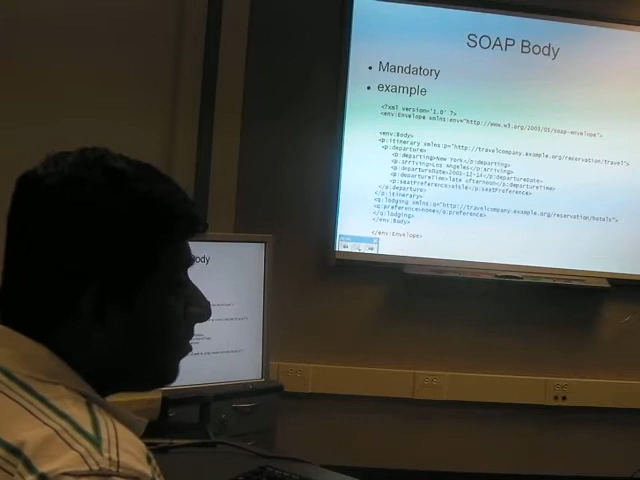 SOAP Body
• Mandatory
• example
<?xml version='1.0' ?>
<env:Envelope xmlns:env="http://www.w3.org/2003/05/soap-envelope">
<env:Body>
<p:itinerary xmlns:p="http://travelcompany.example.org/reservation/travel">
<p:departure>
<p:departing>New York</p:departing>
<p:arriving>Los Angeles</p:arriving>
<p:departureDate>2001-12-14</p:departureDate>
<p:departureTime>late afternoon</p:departureTime>
<p:seatPreference>aisle</p:seatPreference>
</p:departure>
</p:itinerary>
<q:lodging xmlns:q="http://travelcompany.example.org/reservation/hotels">
<q:preference>none</q:preference>
</q:lodging>
</env:Body>
</env:Envelope>
ody